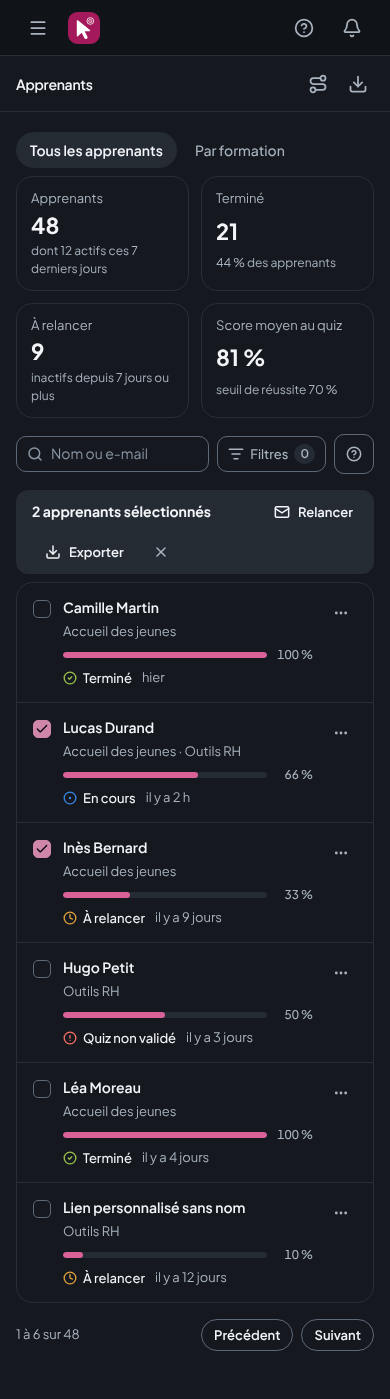 Apprenants
Tous les apprenants
Par formation
Apprenants
48
dont 12 actifs ces 7
derniers jours
Terminé
21
44 % des apprenants
À relancer
9
inactifs depuis 7 jours ou
plus
Score moyen au quiz
81 %
seuil de réussite 70 %
Nom ou e-mail
Filtres 0
2 apprenants sélectionnés
Relancer
Exporter
Camille Martin
Accueil des jeunes
100 %
Terminé hier
Lucas Durand
Accueil des jeunes · Outils RH
66 %
En cours il y a 2 h
Inès Bernard
Accueil des jeunes
33 %
À relancer il y a 9 jours
Hugo Petit
Outils RH
50 %
Quiz non validé il y a 3 jours
Léa Moreau
Accueil des jeunes
100 %
Terminé il y a 4 jours
Lien personnalisé sans nom
Outils RH
10 %
À relancer il y a 12 jours
1 à 6 sur 48
Précédent
Suivant